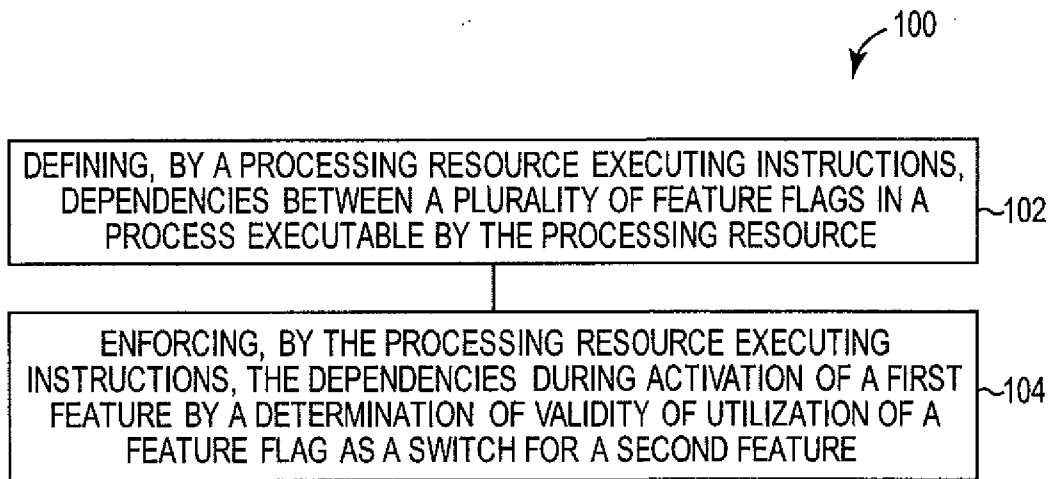 100
DEFINING, BY A PROCESSING RESOURCE EXECUTING INSTRUCTIONS,
DEPENDENCIES BETWEEN A PLURALITY OF FEATURE FLAGS IN A
PROCESS EXECUTABLE BY THE PROCESSING RESOURCE
102
ENFORCING, BY THE PROCESSING RESOURCE EXECUTING
INSTRUCTIONS, THE DEPENDENCIES DURING ACTIVATION OF A FIRST
FEATURE BY A DETERMINATION OF VALIDITY OF UTILIZATION OF A
FEATURE FLAG AS A SWITCH FOR A SECOND FEATURE
104